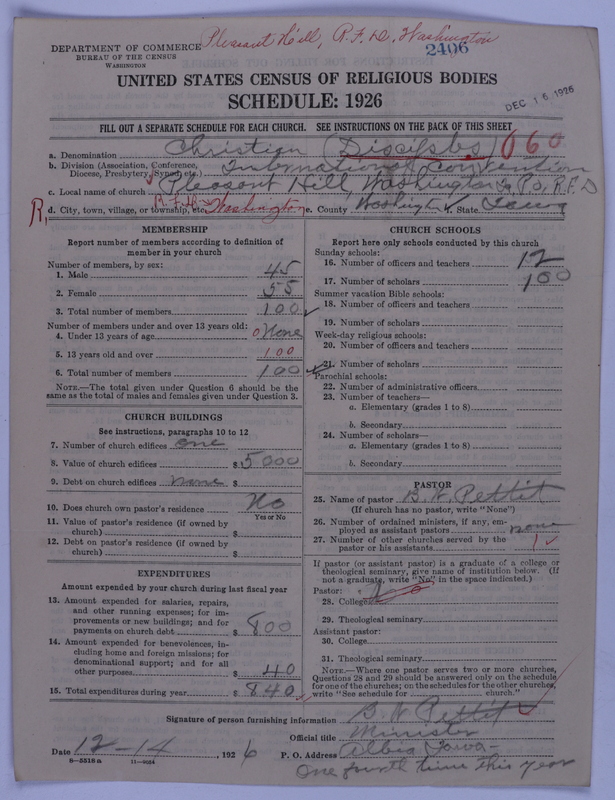 Pleasant Hill, R.F.D., Washington
DEPARTMENT OF COMMERCE
BUREAU OF THE CENSUS
WASHINGTON
2406
UNITED STATES CENSUS OF RELIGIOUS BODIES
SCHEDULE: 1926
DEC 16 1926
FILL OUT A SEPARATE SCHEDULE FOR EACH CHURCH. SEE INSTRUCTIONS ON THE BACK OF THIS SHEET
a. Denomination Christian Disciples 060
b. Division (Association, Conference, Diocese, Presbytery, Synod, etc.) International Convention
c. Local name of church Pleasant Hill, Washington Ia P.O. R.F.D
R, d. City, town, village, or township, etc. R.F.D. Washington e. County Washington f. State Iowa
MEMBERSHIP
Report number of members according to definition of
member in your church
Number of members, by sex:
1. Male 45
2. Female 55
3. Total number of members 100
Number of members under and over 13 years old:
4. Under 13 years of age 0 None
5. 13 years old and over 100
6. Total number of members 100
NOTE.—The total given under Question 6 should be the
same as the total of males and females given under Question 3.
CHURCH BUILDINGS
See instructions, paragraphs 10 to 12
7. Number of church edifices one
8. Value of church edifices $ 5000
9. Debt on church edifices none $
10. Does church own pastor's residence No
Yes or No
11. Value of pastor's residence (if owned by
church) $
12. Debt on pastor's residence (if owned by
church) $
EXPENDITURES
Amount expended by your church during last fiscal year
13. Amount expended for salaries, repairs,
and other running expenses; for im-
provements or new buildings; and for
payments on church debt $ 800
14. Amount expended for benevolences, in-
cluding home and foreign missions; for
denominational support; and for all
other purposes $ 40
15. Total expenditures during year $ 840
CHURCH SCHOOLS
Report here only schools conducted by this church
Sunday schools:
16. Number of officers and teachers 12
17. Number of scholars 100
Summer vacation Bible schools:
18. Number of officers and teachers
19. Number of scholars
Week-day religious schools:
20. Number of officers and teachers
21. Number of scholars
Parochial schools:
22. Number of administrative officers
23. Number of teachers—
a. Elementary (grades 1 to 8)
b. Secondary
24. Number of scholars—
a. Elementary (grades 1 to 8)
b. Secondary
PASTOR
25. Name of pastor B. W. Pettit
(If church has no pastor, write "None")
26. Number of ordained ministers, if any, em-
ployed as assistant pastors none
27. Number of other churches served by the
pastor or his assistants 1
If pastor (or assistant pastor) is a graduate of a college or
theological seminary, give name of institution below. (If
not a graduate, write "No" in the space indicated.)
Pastor:
28. College
29. Theological seminary
Assistant pastor:
30. College
31. Theological seminary
NOTE.—Where one pastor serves two or more churches,
Questions 28 and 29 should be answered only on the schedule
for one of the churches; on the schedules for the other churches,
write "See schedule for church."
Signature of person furnishing information B. W. Pettit
Official title Minister
Date 12-14, 1926 P. O. Address Albia Iowa-
8-5518a 11-9034
One fourth time this year